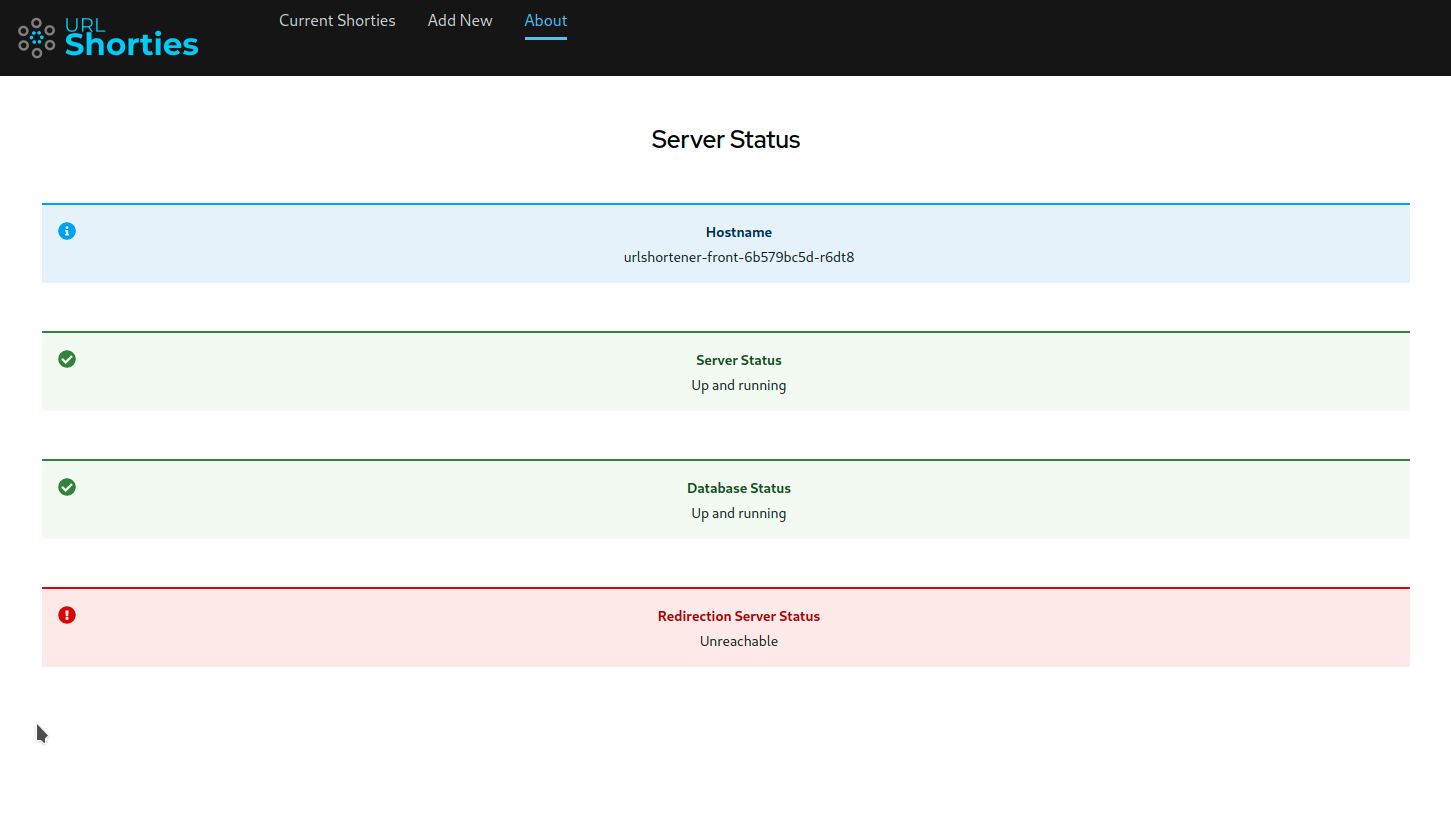 URL
Shorties
Current Shorties Add New About
Server Status
Hostname
urlshortener-front-6b579bc5d-r6dt8
Server Status
Up and running
Database Status
Up and running
Redirection Server Status
Unreachable